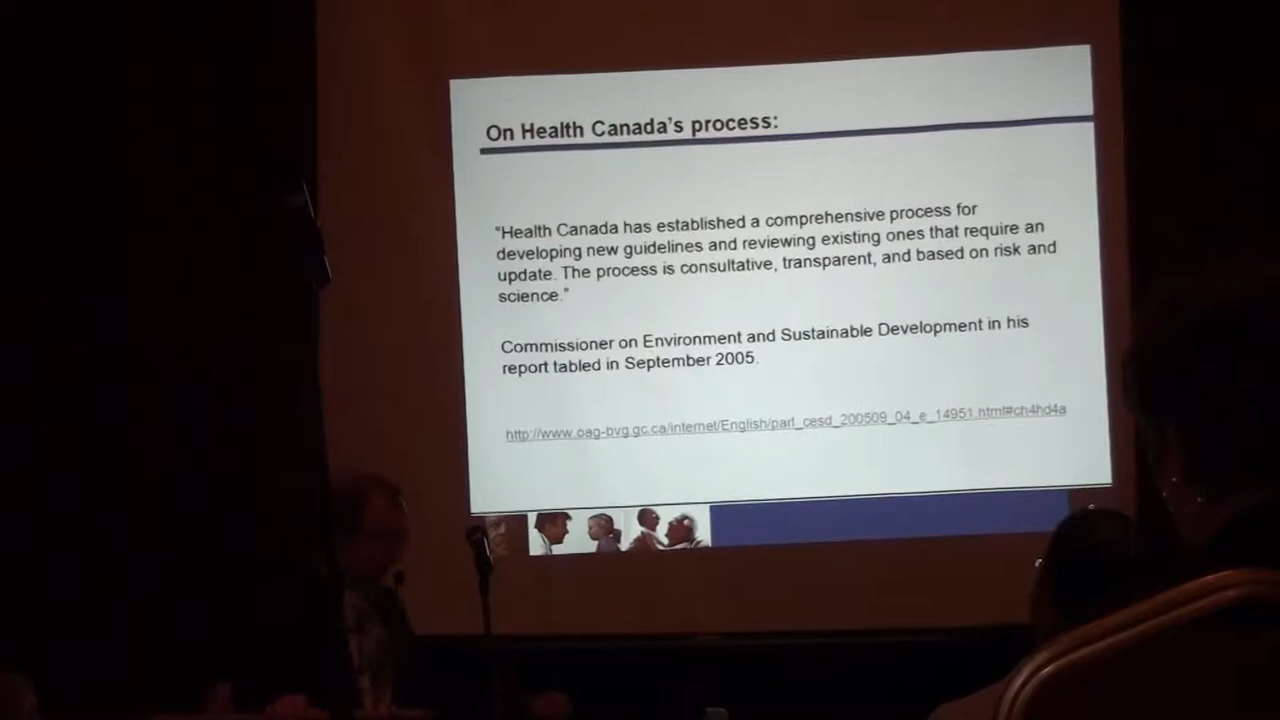 On Health Canada's process:
"Health Canada has established a comprehensive process for
developing new guidelines and reviewing existing ones that require an
update. The process is consultative, transparent, and based on risk and
science."
Commissioner on Environment and Sustainable Development in his
report tabled in September 2005.
http://www.oag-bvg.gc.ca/internet/English/parl_cesd_200509_04_e_14951.html#ch4hd4a